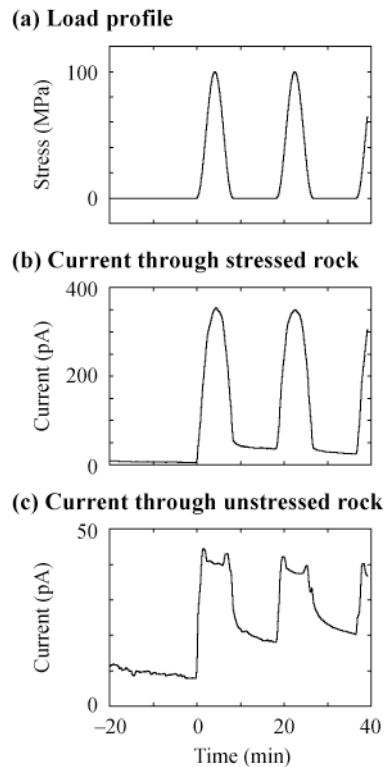 (a) Load profile
100
Stress (MPa)
0
(b) Current through stressed rock
400
Current (pA)
200
0
(c) Current through unstressed rock
50
Current (pA)
0
–20 0 20 40
Time (min)